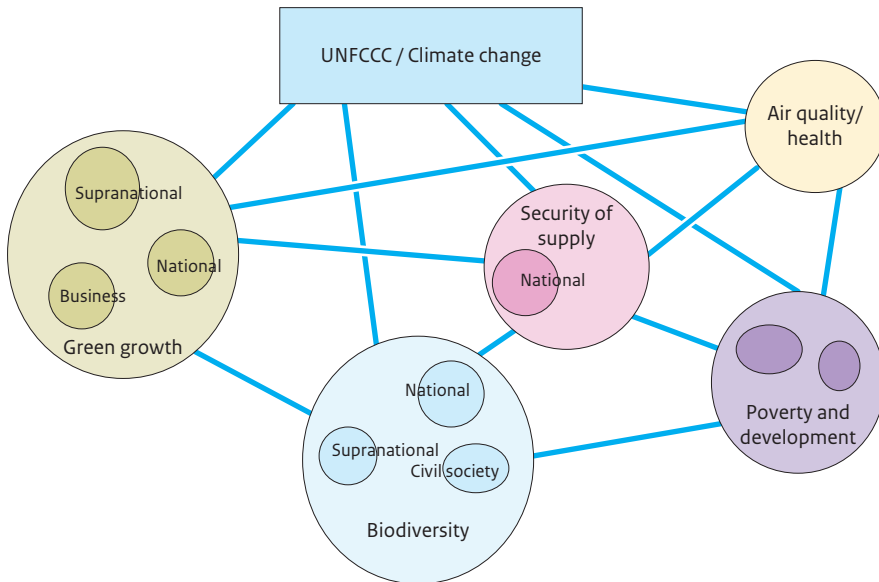 UNFCCC / Climate change
Air quality/
health
Supranational
National
Business
Green growth
Security of
supply
National
National
Supranational
Civil society
Biodiversity
Poverty and
development